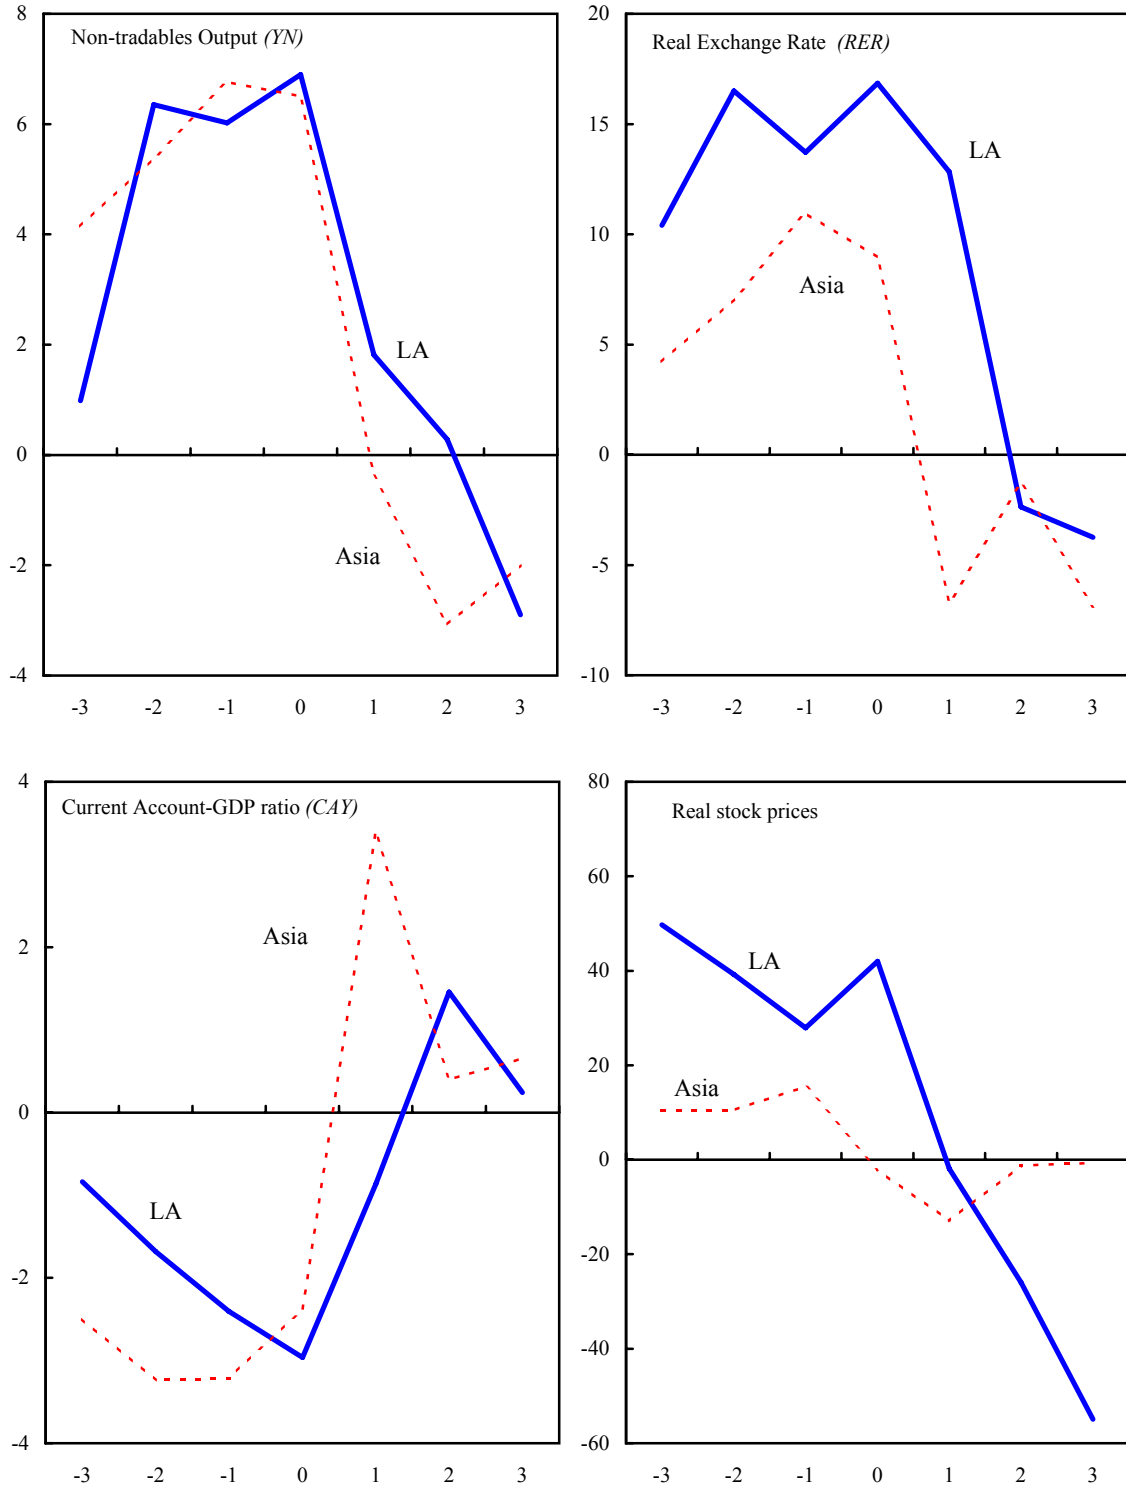 8
Non-tradables Output (YN)
6
4
2
LA
0
Asia
-2
-4
-3 -2 -1 0 1 2 3
20
Real Exchange Rate (RER)
15
LA
10
Asia
5
0
-5
-10
-3 -2 -1 0 1 2 3
4
Current Account-GDP ratio (CAY)
Asia
2
0
LA
-2
-4
-3 -2 -1 0 1 2 3
80
Real stock prices
60
LA
40
20
Asia
0
-20
-40
-60
-3 -2 -1 0 1 2 3